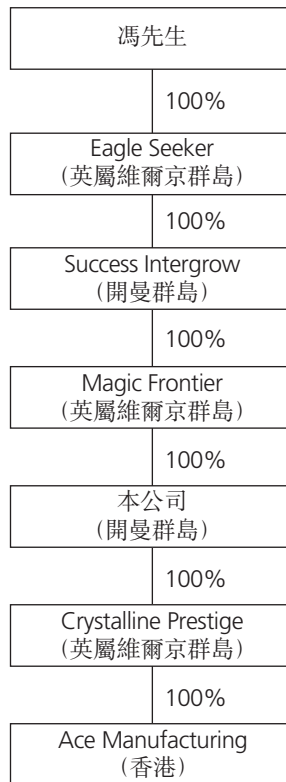 馮先生
100%
Eagle Seeker
(英屬維爾京群島)
100%
Success Intergrow
(開曼群島)
100%
Magic Frontier
(英屬維爾京群島)
100%
本公司
(開曼群島)
100%
Crystalline Prestige
(英屬維爾京群島)
100%
Ace Manufacturing
(香港)